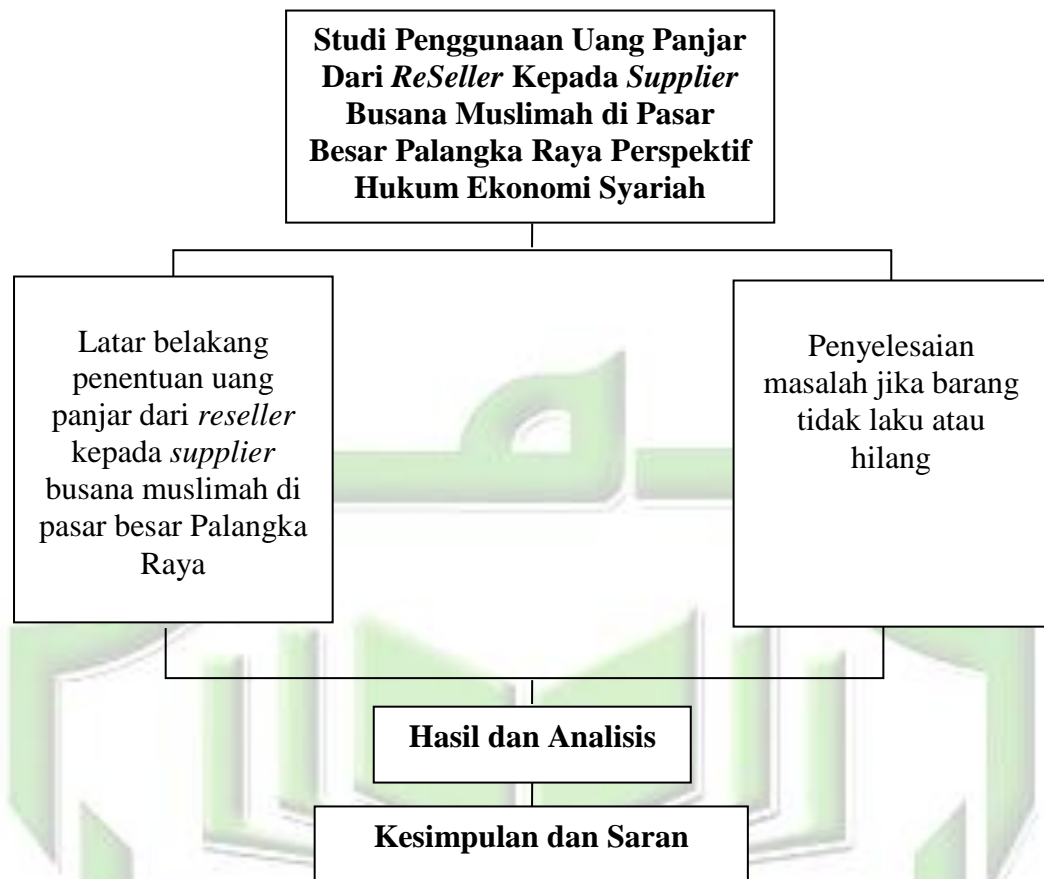 Studi Penggunaan Uang Panjar
Dari ReSeller Kepada Supplier
Busana Muslimah di Pasar
Besar Palangka Raya Perspektif
Hukum Ekonomi Syariah
Latar belakang
penentuan uang
panjar dari reseller
kepada supplier
busana muslimah di
pasar besar Palangka
Raya
Penyelesaian
masalah jika barang
tidak laku atau
hilang
Hasil dan Analisis
Kesimpulan dan Saran